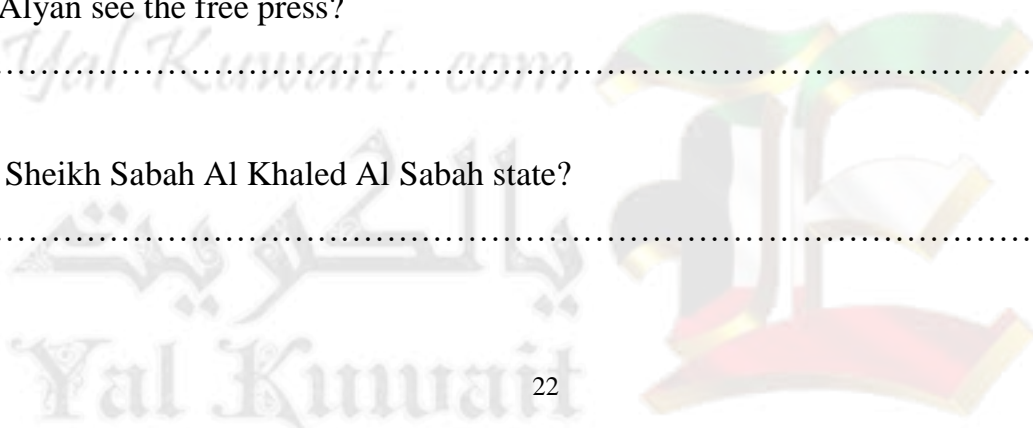 Alyan see the free press?
Yal Kuwait . com
……………………………………………………………………………
Sheikh Sabah Al Khaled Al Sabah state?
……………………………………………………………………………
يالكويت
Yal Kuwait
22